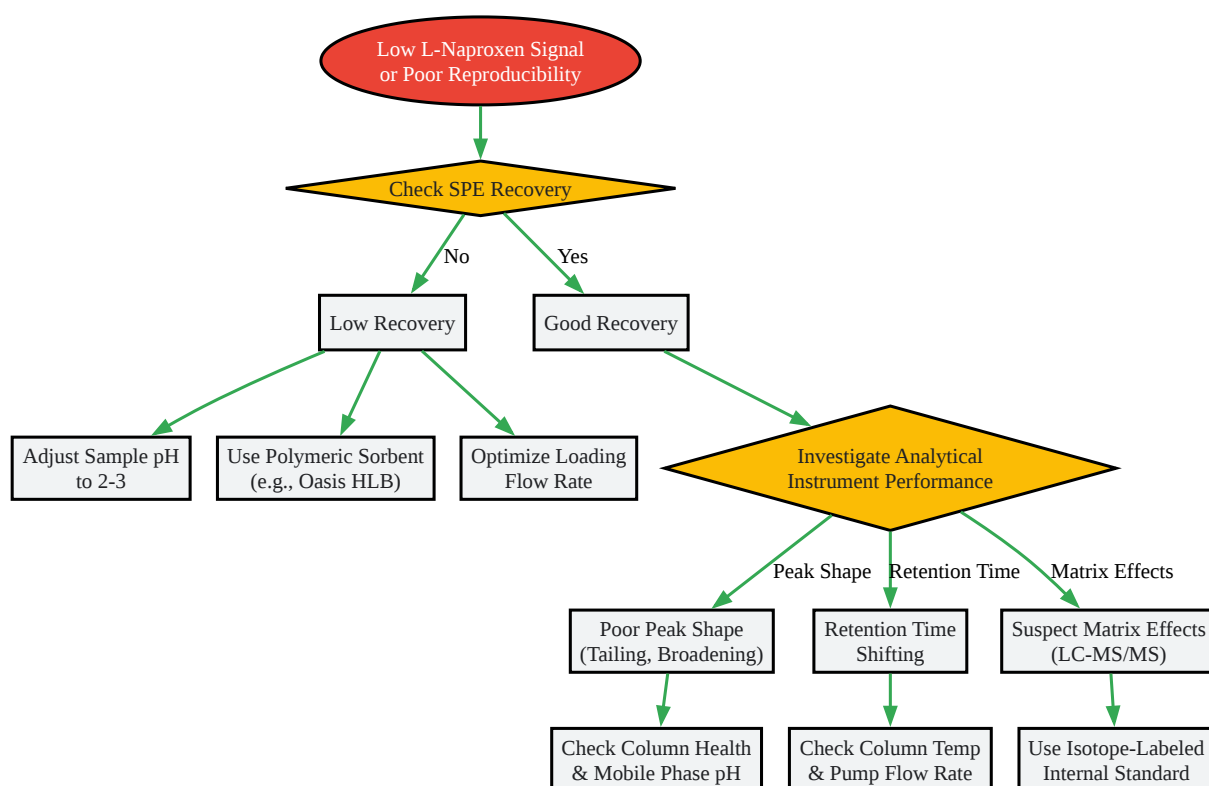 Low L-Naproxen Signal
or Poor Reproducibility
Check SPE Recovery
No
Yes
Low Recovery
Good Recovery
Adjust Sample pH
to 2-3
Use Polymeric Sorbent
(e.g., Oasis HLB)
Optimize Loading
Flow Rate
Investigate Analytical
Instrument Performance
Peak Shape
Retention Time
Matrix Effects
Poor Peak Shape
(Tailing, Broadening)
Retention Time
Shifting
Suspect Matrix Effects
(LC-MS/MS)
Check Column Health
& Mobile Phase pH
Check Column Temp
& Pump Flow Rate
Use Isotope-Labeled
Internal Standard